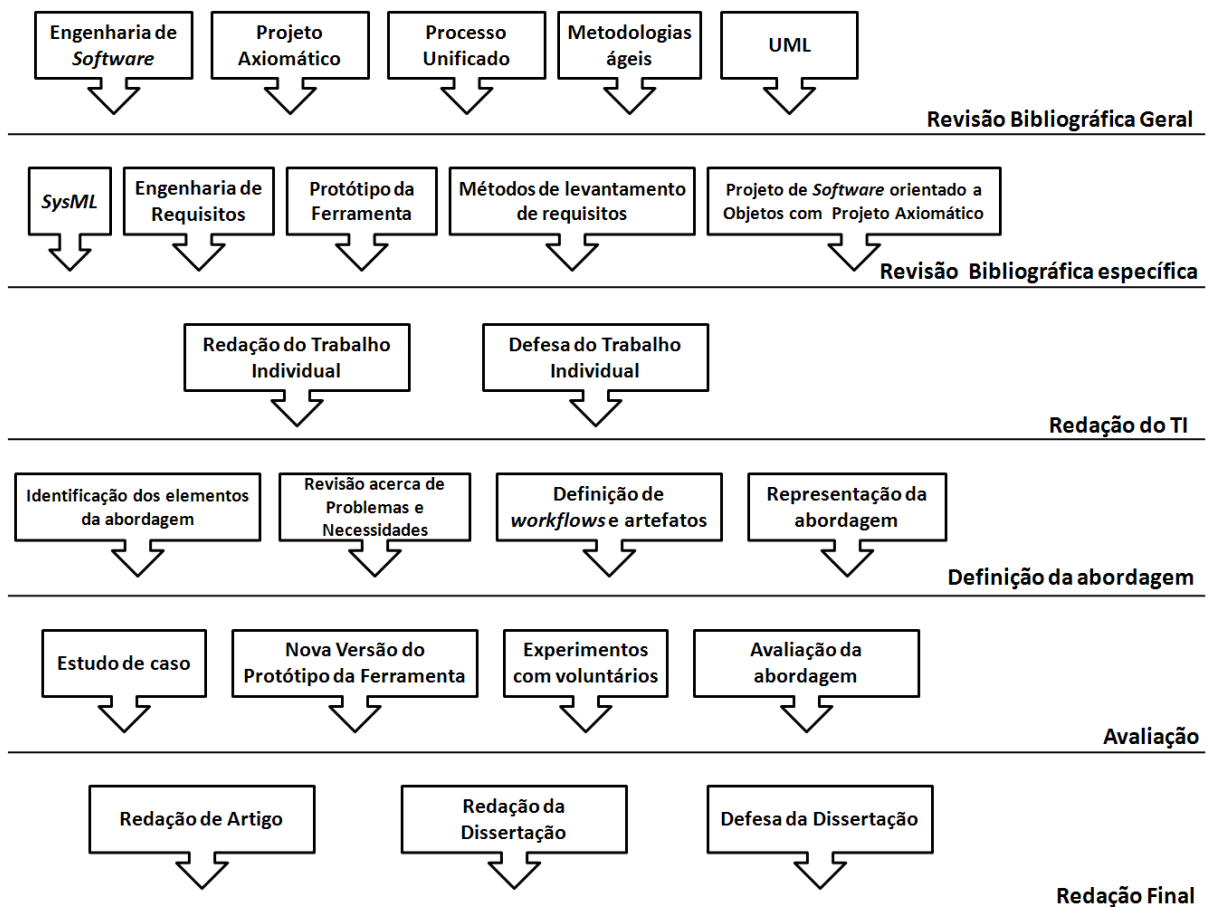 Engenharia de
Software
Projeto
Axiomático
Processo
Unificado
Metodologias
ágeis
UML
Revisão Bibliográfica Geral
SysML
Engenharia de
Requisitos
Protótipo da
Ferramenta
Métodos de levantamento
de requisitos
Projeto de Software orientado a
Objetos com Projeto Axiomático
Revisão Bibliográfica específica
Redação do Trabalho
Individual
Defesa do Trabalho
Individual
Redação do TI
Identificação dos elementos
da abordagem
Revisão acerca de
Problemas e
Necessidades
Definição de
workflows e artefatos
Representação da
abordagem
Definição da abordagem
Estudo de caso
Nova Versão do
Protótipo da Ferramenta
Experimentos
com voluntários
Avaliação da
abordagem
Avaliação
Redação de Artigo
Redação da
Dissertação
Defesa da Dissertação
Redação Final